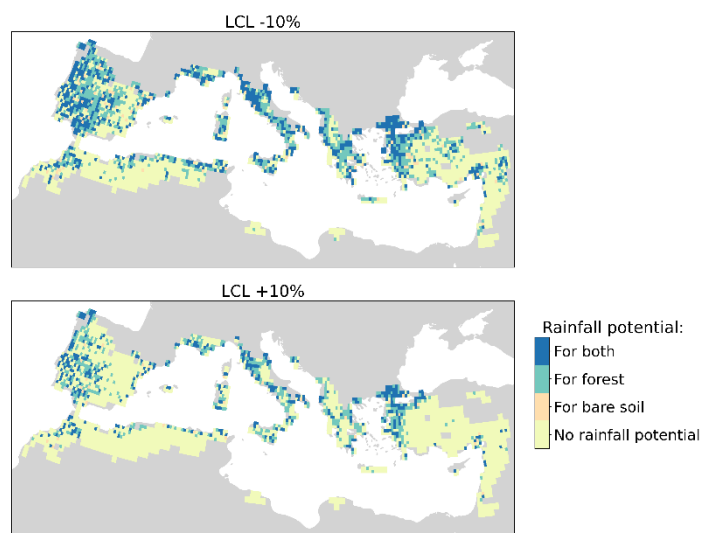 LCL -10%
LCL +10%
Rainfall potential:
For both
For forest
For bare soil
No rainfall potential